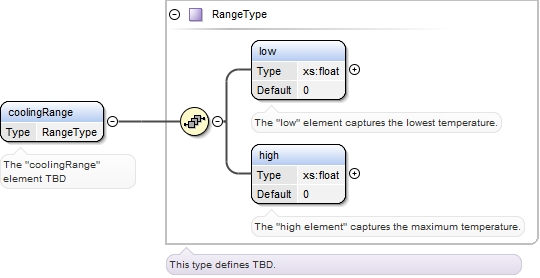 RangeType
low
Type xs:float
Default 0
The "low" element captures the lowest temperature.
coolingRange
Type RangeType
The "coolingRange"
element TBD
high
Type xs:float
Default 0
The "high element" captures the maximum temperature.
This type defines TBD.